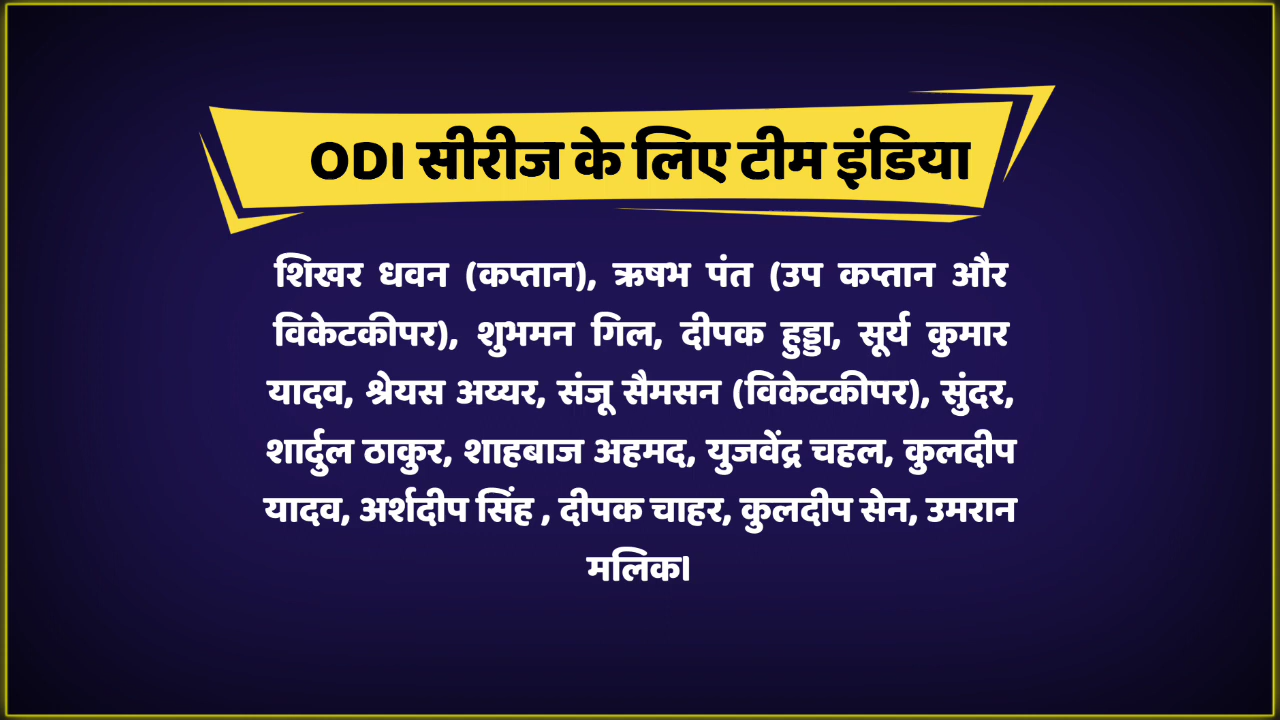 ODI सीरीज के लिए टीम इंडिया
शिखर धवन (कप्तान), ऋषभ पंत (उप कप्तान और
विकेटकीपर), शुभमन गिल, दीपक हुड्डा, सूर्य कुमार
यादव, श्रेयस अय्यर, संजू सैमसन (विकेटकीपर), सुंदर,
शार्दुल ठाकुर, शाहबाज अहमद, युजवेंद्र चहल, कुलदीप
यादव, अर्शदीप सिंह , दीपक चाहर, कुलदीप सेन, उमरान
मलिक।